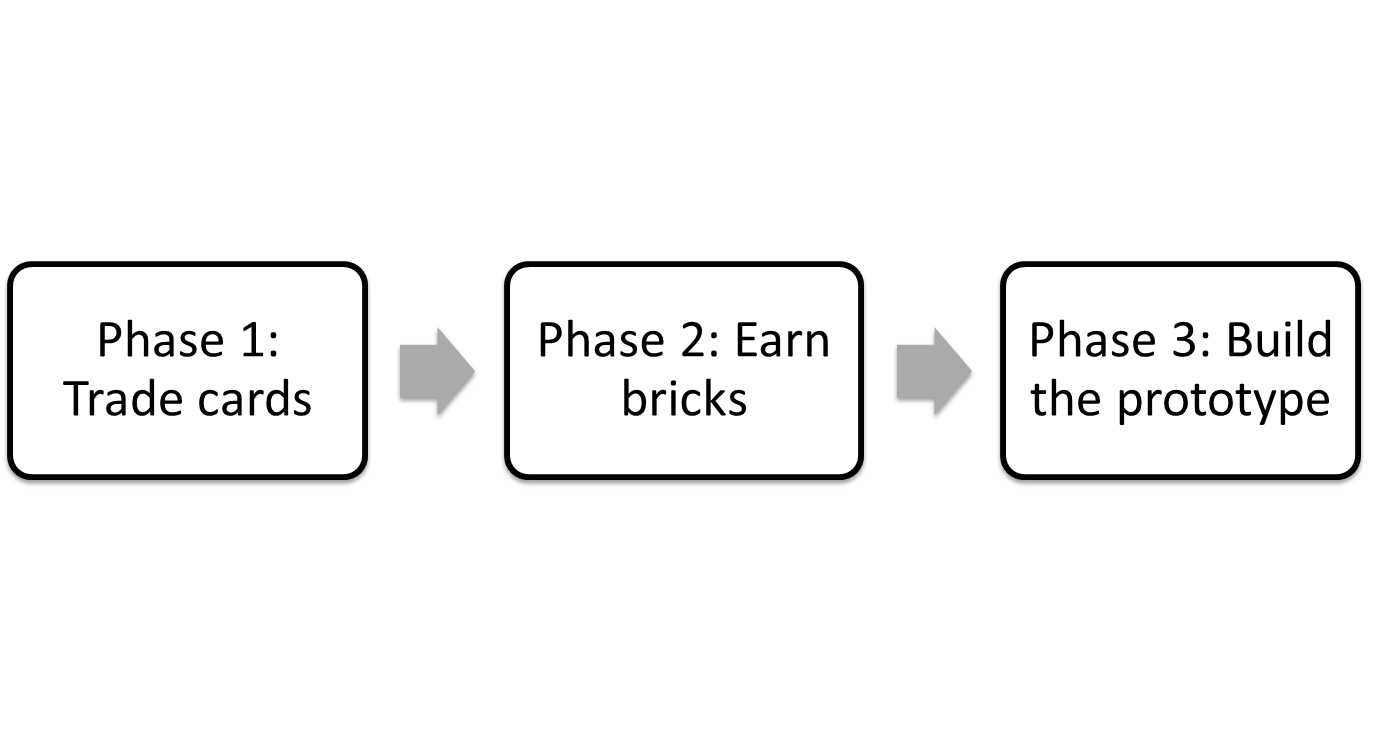 Phase 1:
Trade cards
Phase 2: Earn
bricks
Phase 3: Build
the prototype